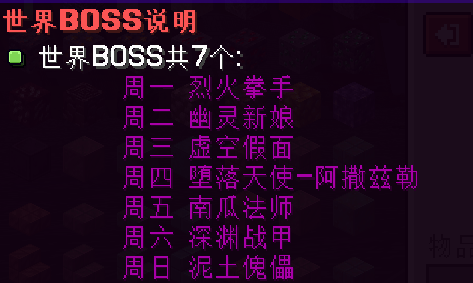 世界BOSS说明
世界BOSS共7个:
周一 烈火拳手
周二 幽灵新娘
周三 虚空假面
周四 堕落天使-阿撒兹勒
周五 南瓜法师
周六 深渊战甲
周日 泥土傀儡
物品